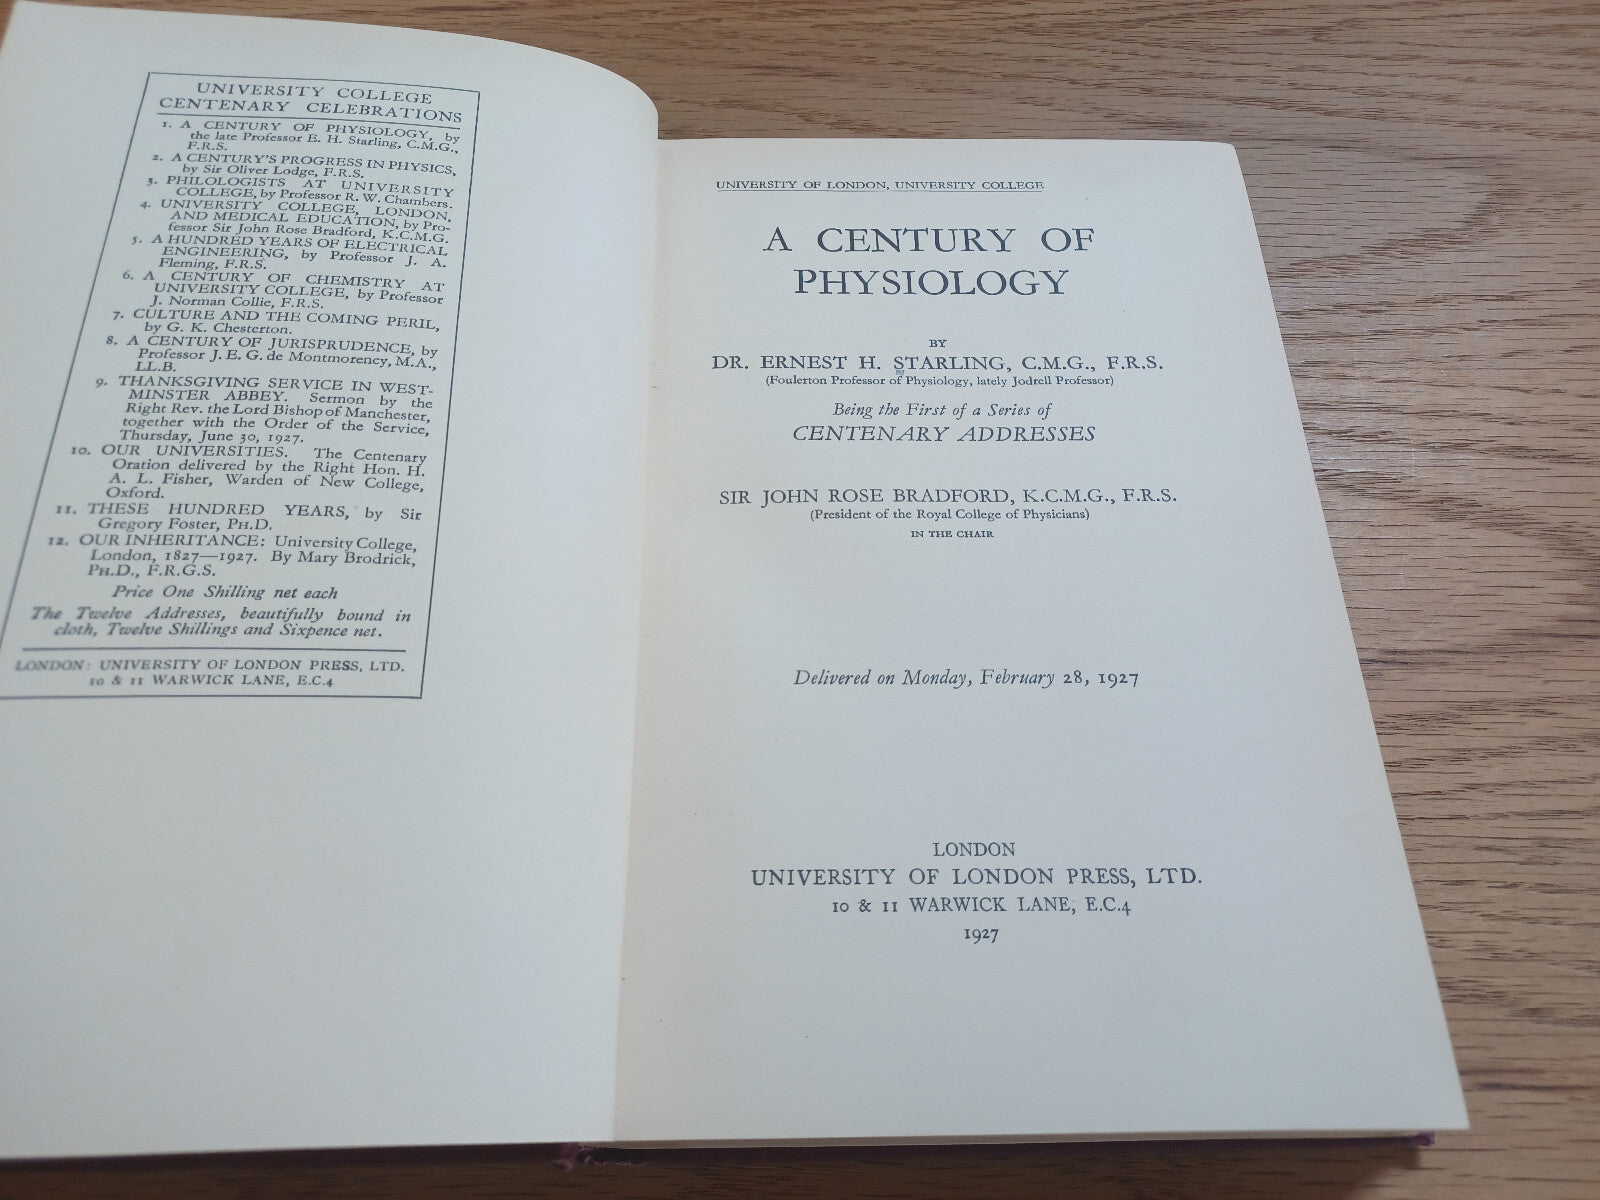 UNIVERSITY COLLEGE
CENTENARY CELEBRATIONS
1. A CENTURY OF PHYSIOLOGY, by
the late Professor E. H. Starling, C.M.G.,
F.R.S.
2. A CENTURY'S PROGRESS IN PHYSICS,
by Sir Oliver Lodge, F.R.S.
3. PHILOLOGISTS AT UNIVERSITY
COLLEGE, by Professor R. W. Chambers.
4. UNIVERSITY COLLEGE, LONDON,
AND MEDICAL EDUCATION, by Pro-
fessor Sir John Rose Bradford, K.C.M.G.
5. A HUNDRED YEARS OF ELECTRICAL
ENGINEERING, by Professor J. A.
Fleming, F.R.S.
6. A CENTURY OF CHEMISTRY AT
UNIVERSITY COLLEGE, by Professor
J. Norman Collie, F.R.S.
7. CULTURE AND THE COMING PERIL,
by G. K. Chesterton.
8. A CENTURY OF JURISPRUDENCE, by
Professor J. E. G. de Montmorency, M.A.,
LL.B.
9. THANKSGIVING SERVICE IN WEST-
MINSTER ABBEY. Sermon by the
Right Rev. the Lord Bishop of Manchester,
together with the Order of the Service,
Thursday, June 30, 1927.
10. OUR UNIVERSITIES. The Centenary
Oration delivered by the Right Hon. H.
A. L. Fisher, Warden of New College,
Oxford.
11. THESE HUNDRED YEARS, by Sir
Gregory Foster, PH.D.
12. OUR INHERITANCE: University College,
London, 1827—1927. By Mary Brodrick,
PH.D., F.R.G.S.
Price One Shilling net each
The Twelve Addresses, beautifully bound in
cloth, Twelve Shillings and Sixpence net.
LONDON: UNIVERSITY OF LONDON PRESS, LTD.
10 & 11 WARWICK LANE, E.C.4
UNIVERSITY OF LONDON, UNIVERSITY COLLEGE
A CENTURY OF
PHYSIOLOGY
BY
DR. ERNEST H. STARLING, C.M.G., F.R.S.
(Foulerton Professor of Physiology, lately Jodrell Professor)
Being the First of a Series of
CENTENARY ADDRESSES
SIR JOHN ROSE BRADFORD, K.C.M.G., F.R.S.
(President of the Royal College of Physicians)
IN THE CHAIR
Delivered on Monday, February 28, 1927
LONDON
UNIVERSITY OF LONDON PRESS, LTD.
10 & 11 WARWICK LANE, E.C.4
1927